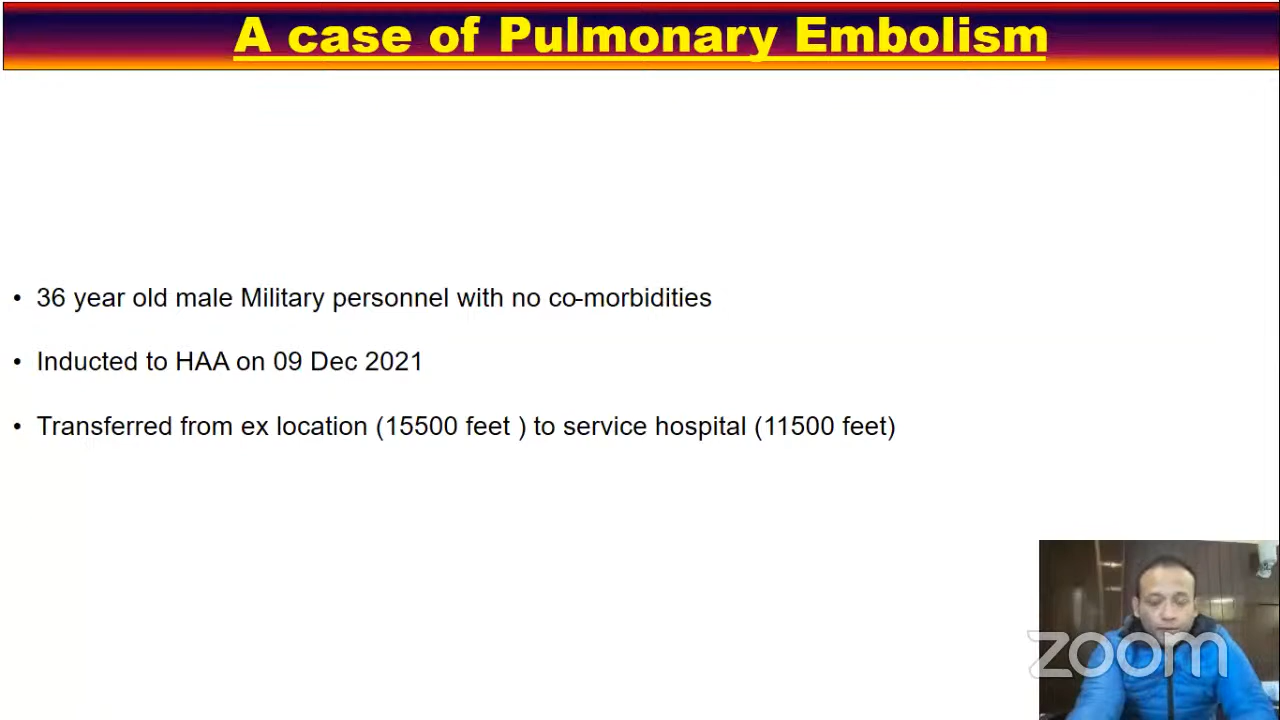 A case of Pulmonary Embolism
• 36 year old male Military personnel with no co-morbidities
• Inducted to HAA on 09 Dec 2021
• Transferred from ex location (15500 feet ) to service hospital (11500 feet)
zoom